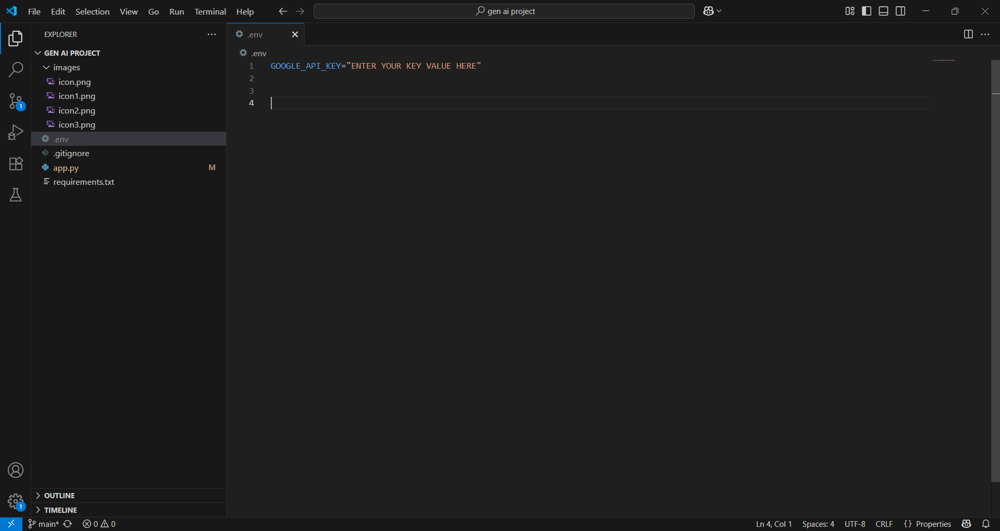 File Edit Selection View Go Run Terminal Help
gen ai project
EXPLORER
GEN AI PROJECT
images
icon.png
icon1.png
icon2.png
icon3.png
.env
.gitignore
app.py M
requirements.txt
OUTLINE
TIMELINE
.env
.env
1 GOOGLE_API_KEY="ENTER YOUR KEY VALUE HERE"
2
3
4
1
1
main* 0 0
Ln 4, Col 1 Spaces: 4 UTF-8 CRLF {} Properties